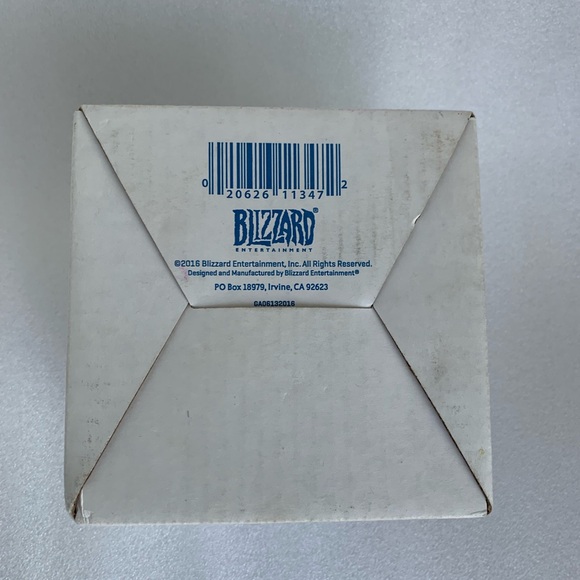 0 20626 11347 2
BLIZZARD®
ENTERTAINMENT
©2016 Blizzard Entertainment, Inc. All Rights Reserved.
Designed and Manufactured by Blizzard Entertainment®
PO Box 18979, Irvine, CA 92623
GA06132016